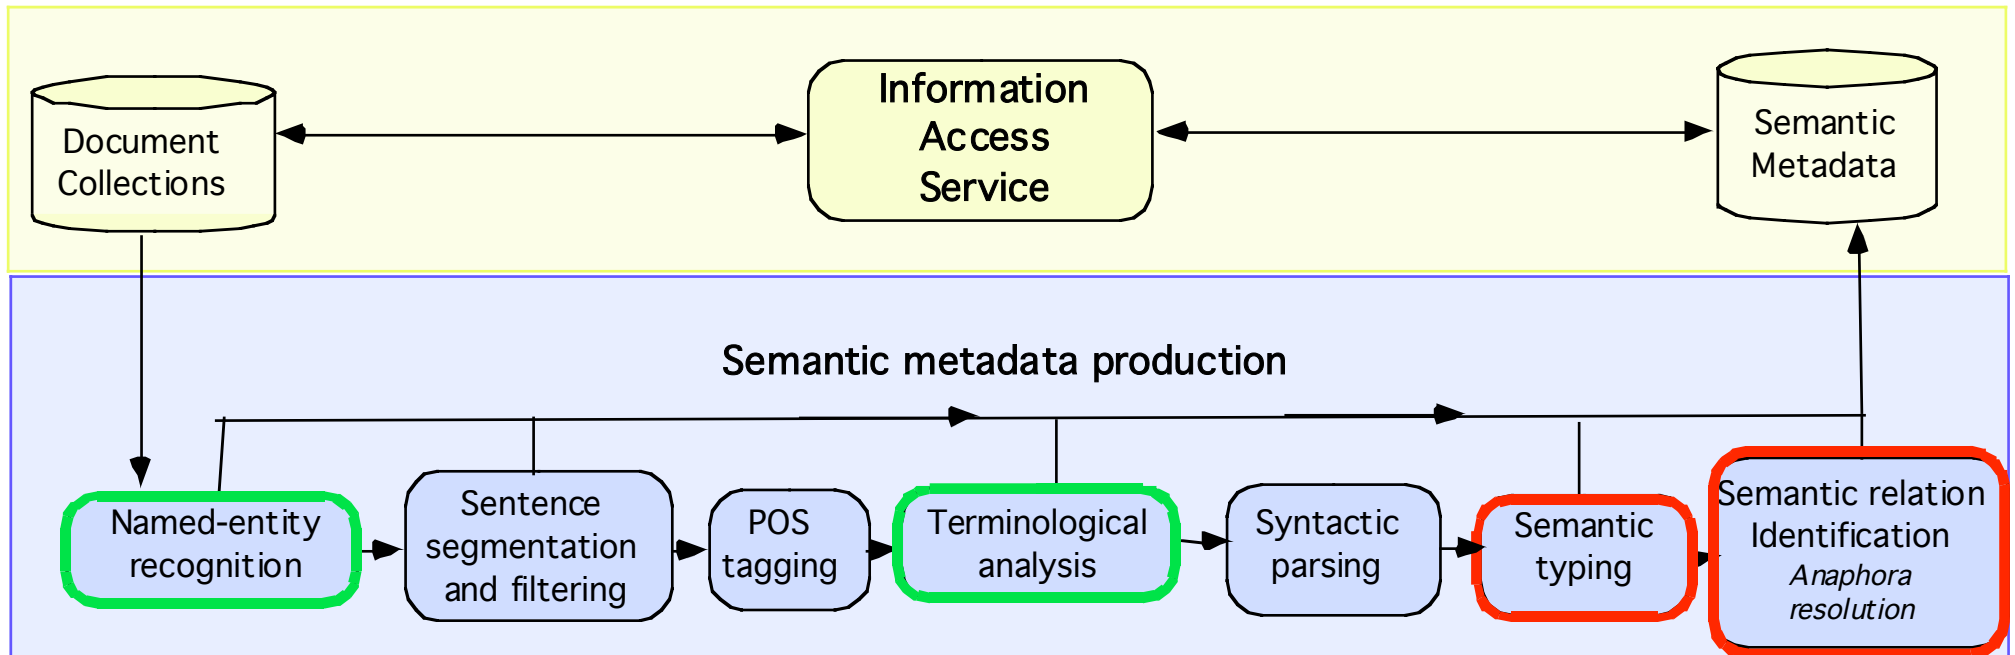 Document
Collections
Information
Access
Service
Semantic
Metadata
Semantic metadata production
Named-entity
recognition
Sentence
segmentation
and filtering
POS
tagging
Terminological
analysis
Syntactic
parsing
Semantic
typing
Semantic relation
Identification
Anaphora
resolution